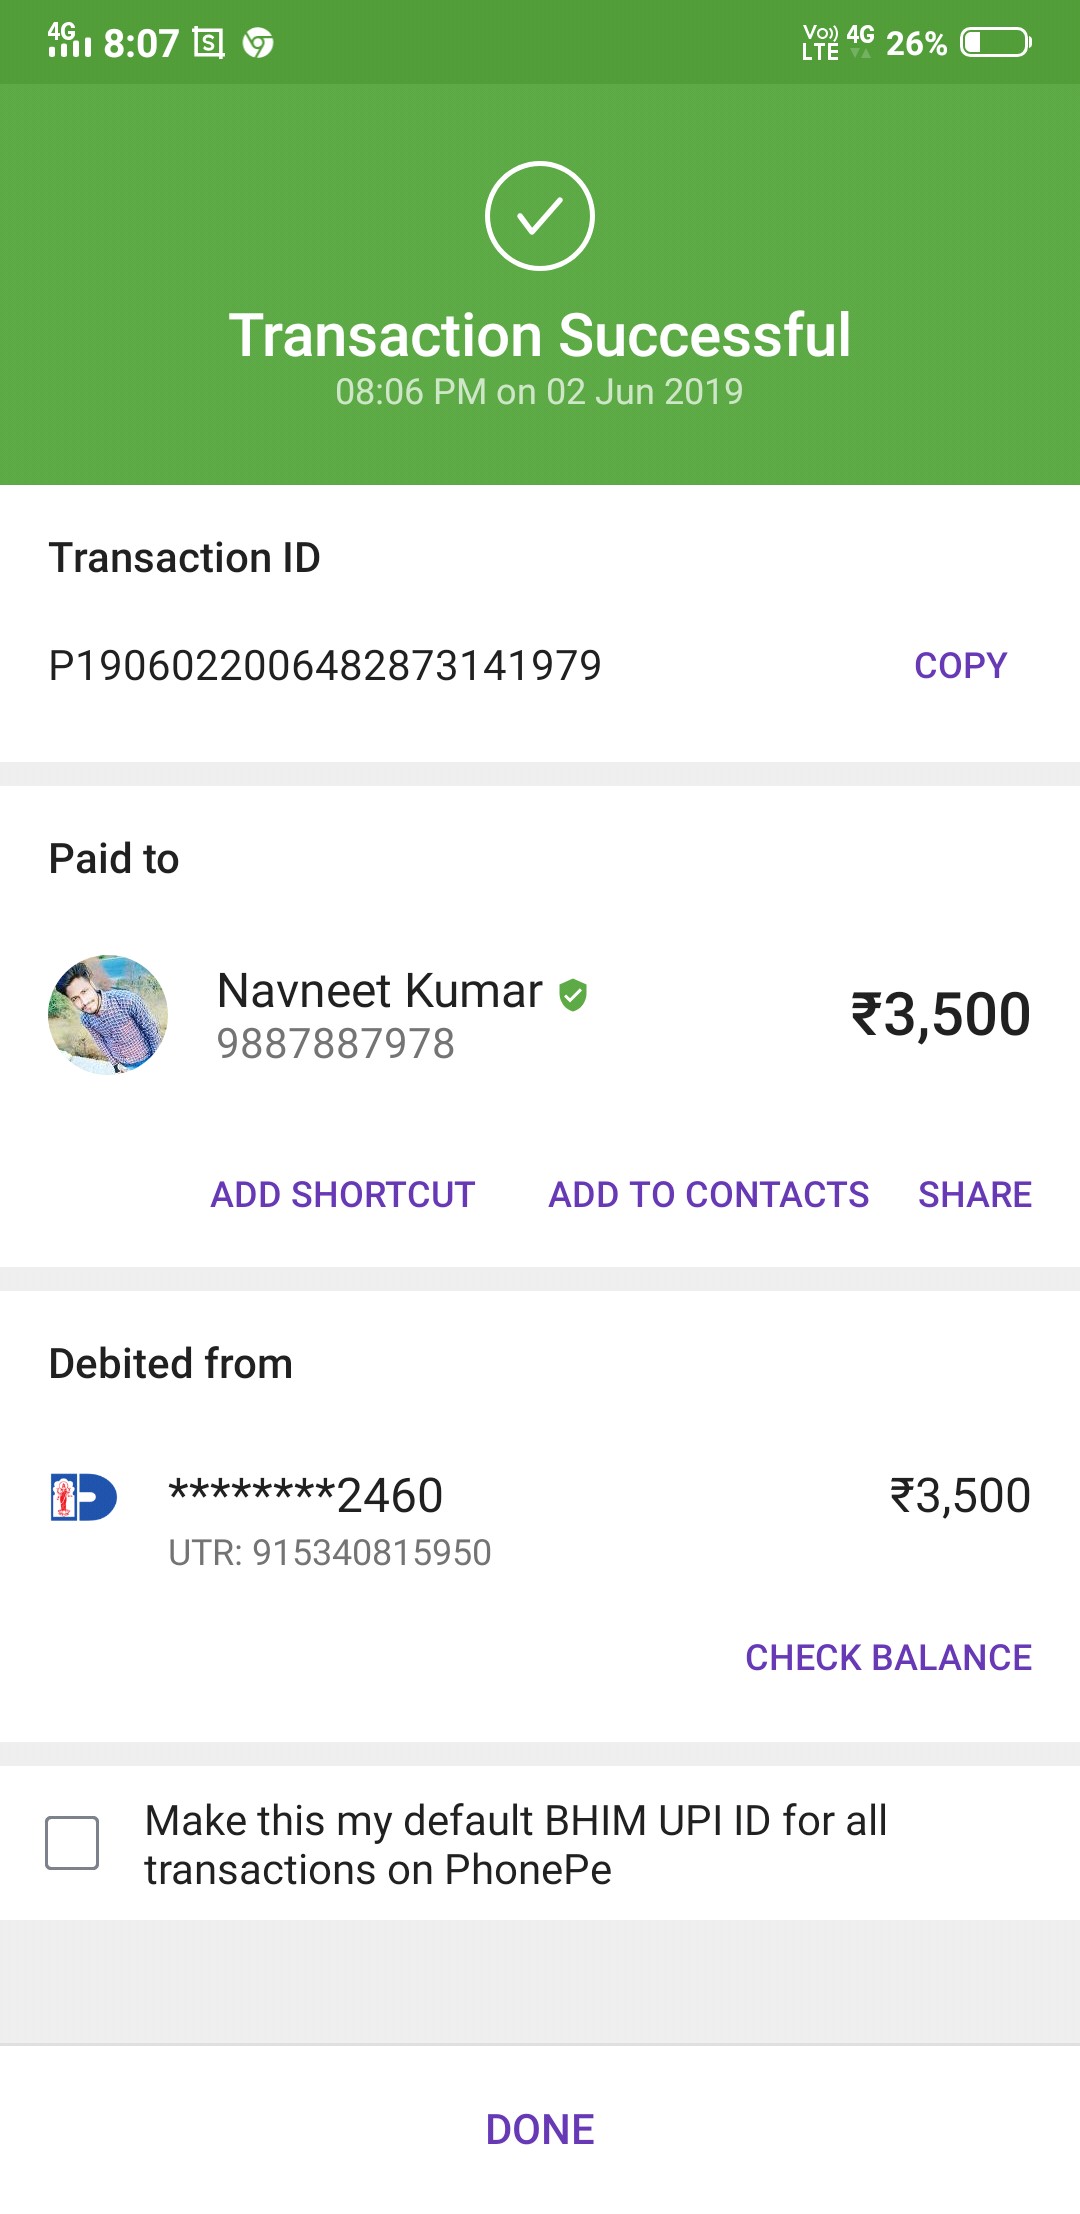 4G 8:07 S Vo)) LTE 4G 26%
Transaction Successful
08:06 PM on 02 Jun 2019
Transaction ID
P1906022006482873141979 COPY
Paid to
Navneet Kumar
9887887978
₹3,500
ADD SHORTCUT ADD TO CONTACTS SHARE
Debited from
********2460 ₹3,500
UTR: 915340815950
CHECK BALANCE
Make this my default BHIM UPI ID for all
transactions on PhonePe
DONE